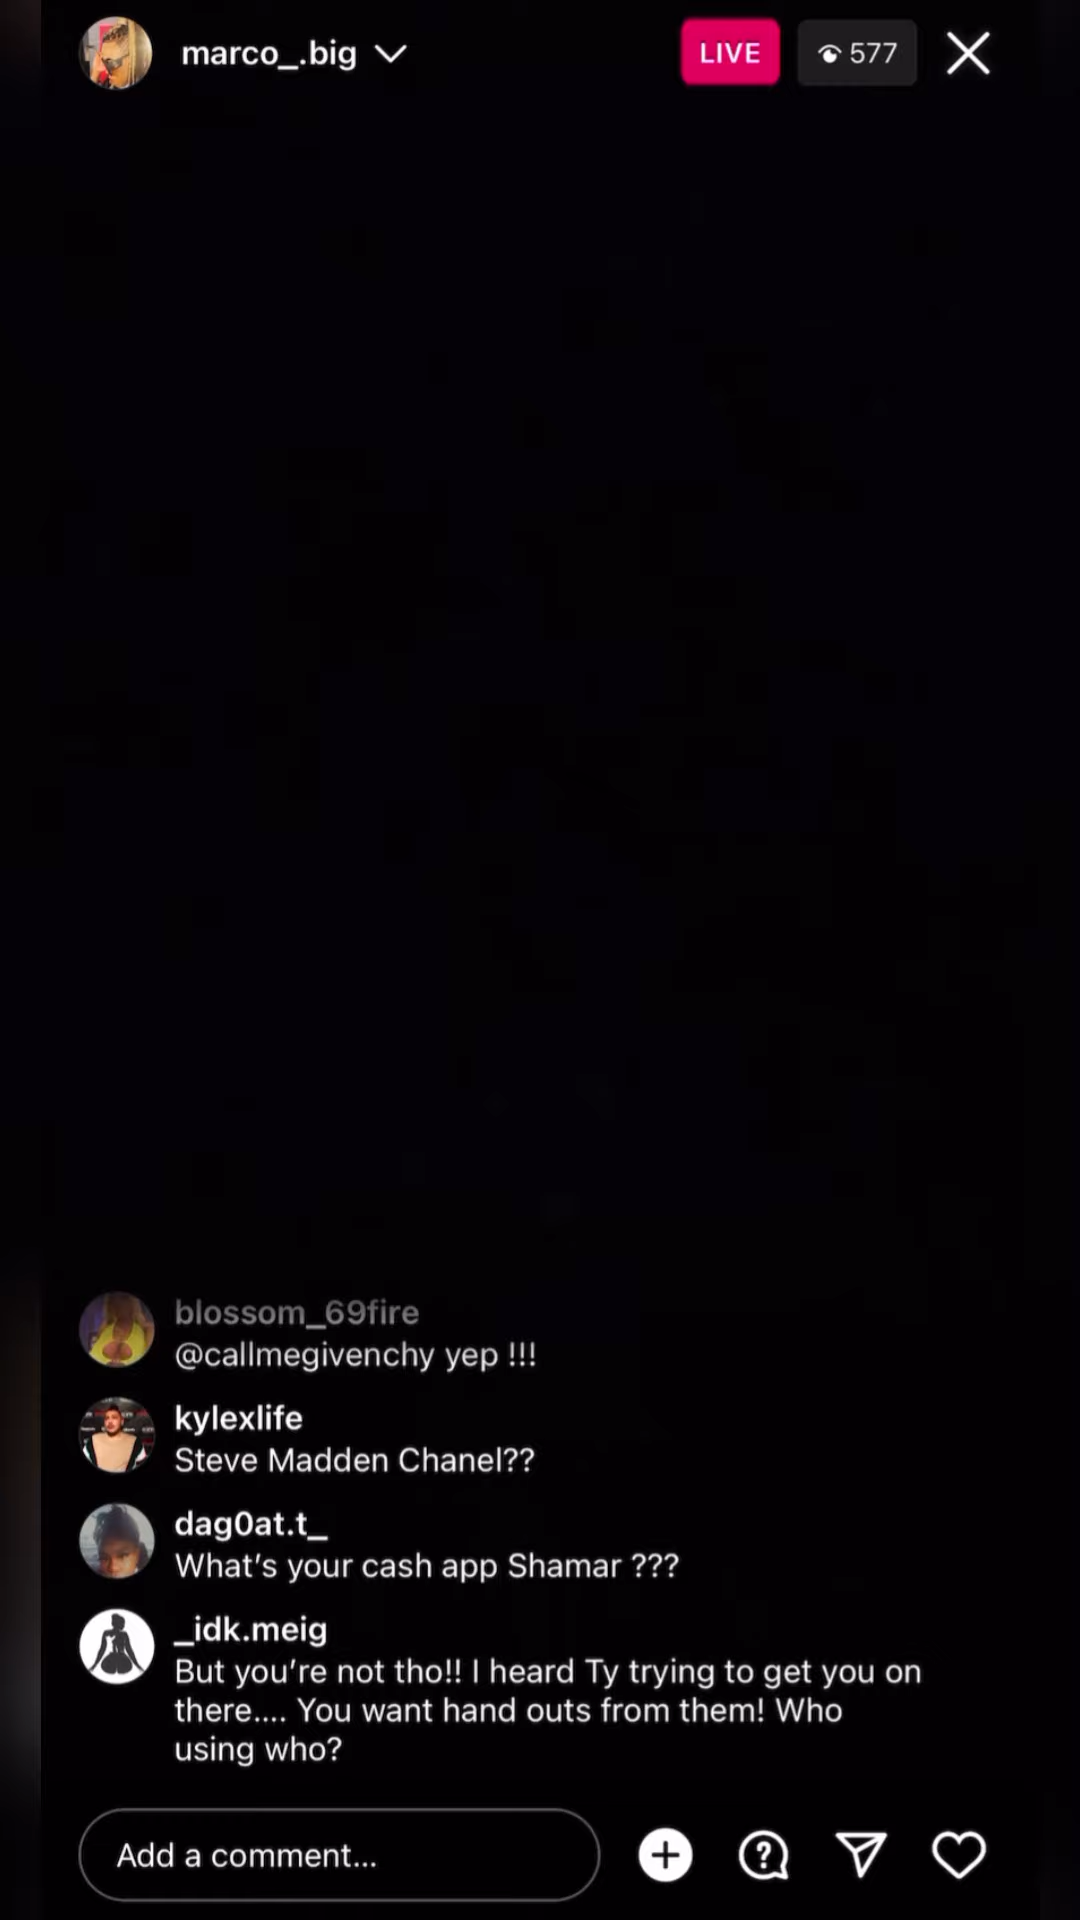 marco_.big
LIVE
577
blossom_69fire
@callmegivenchy yep !!!
kylexlife
Steve Madden Chanel??
dag0at.t_
What's your cash app Shamar ???
_idk.meig
But you're not tho!! I heard Ty trying to get you on
there.... You want hand outs from them! Who
using who?
Add a comment...